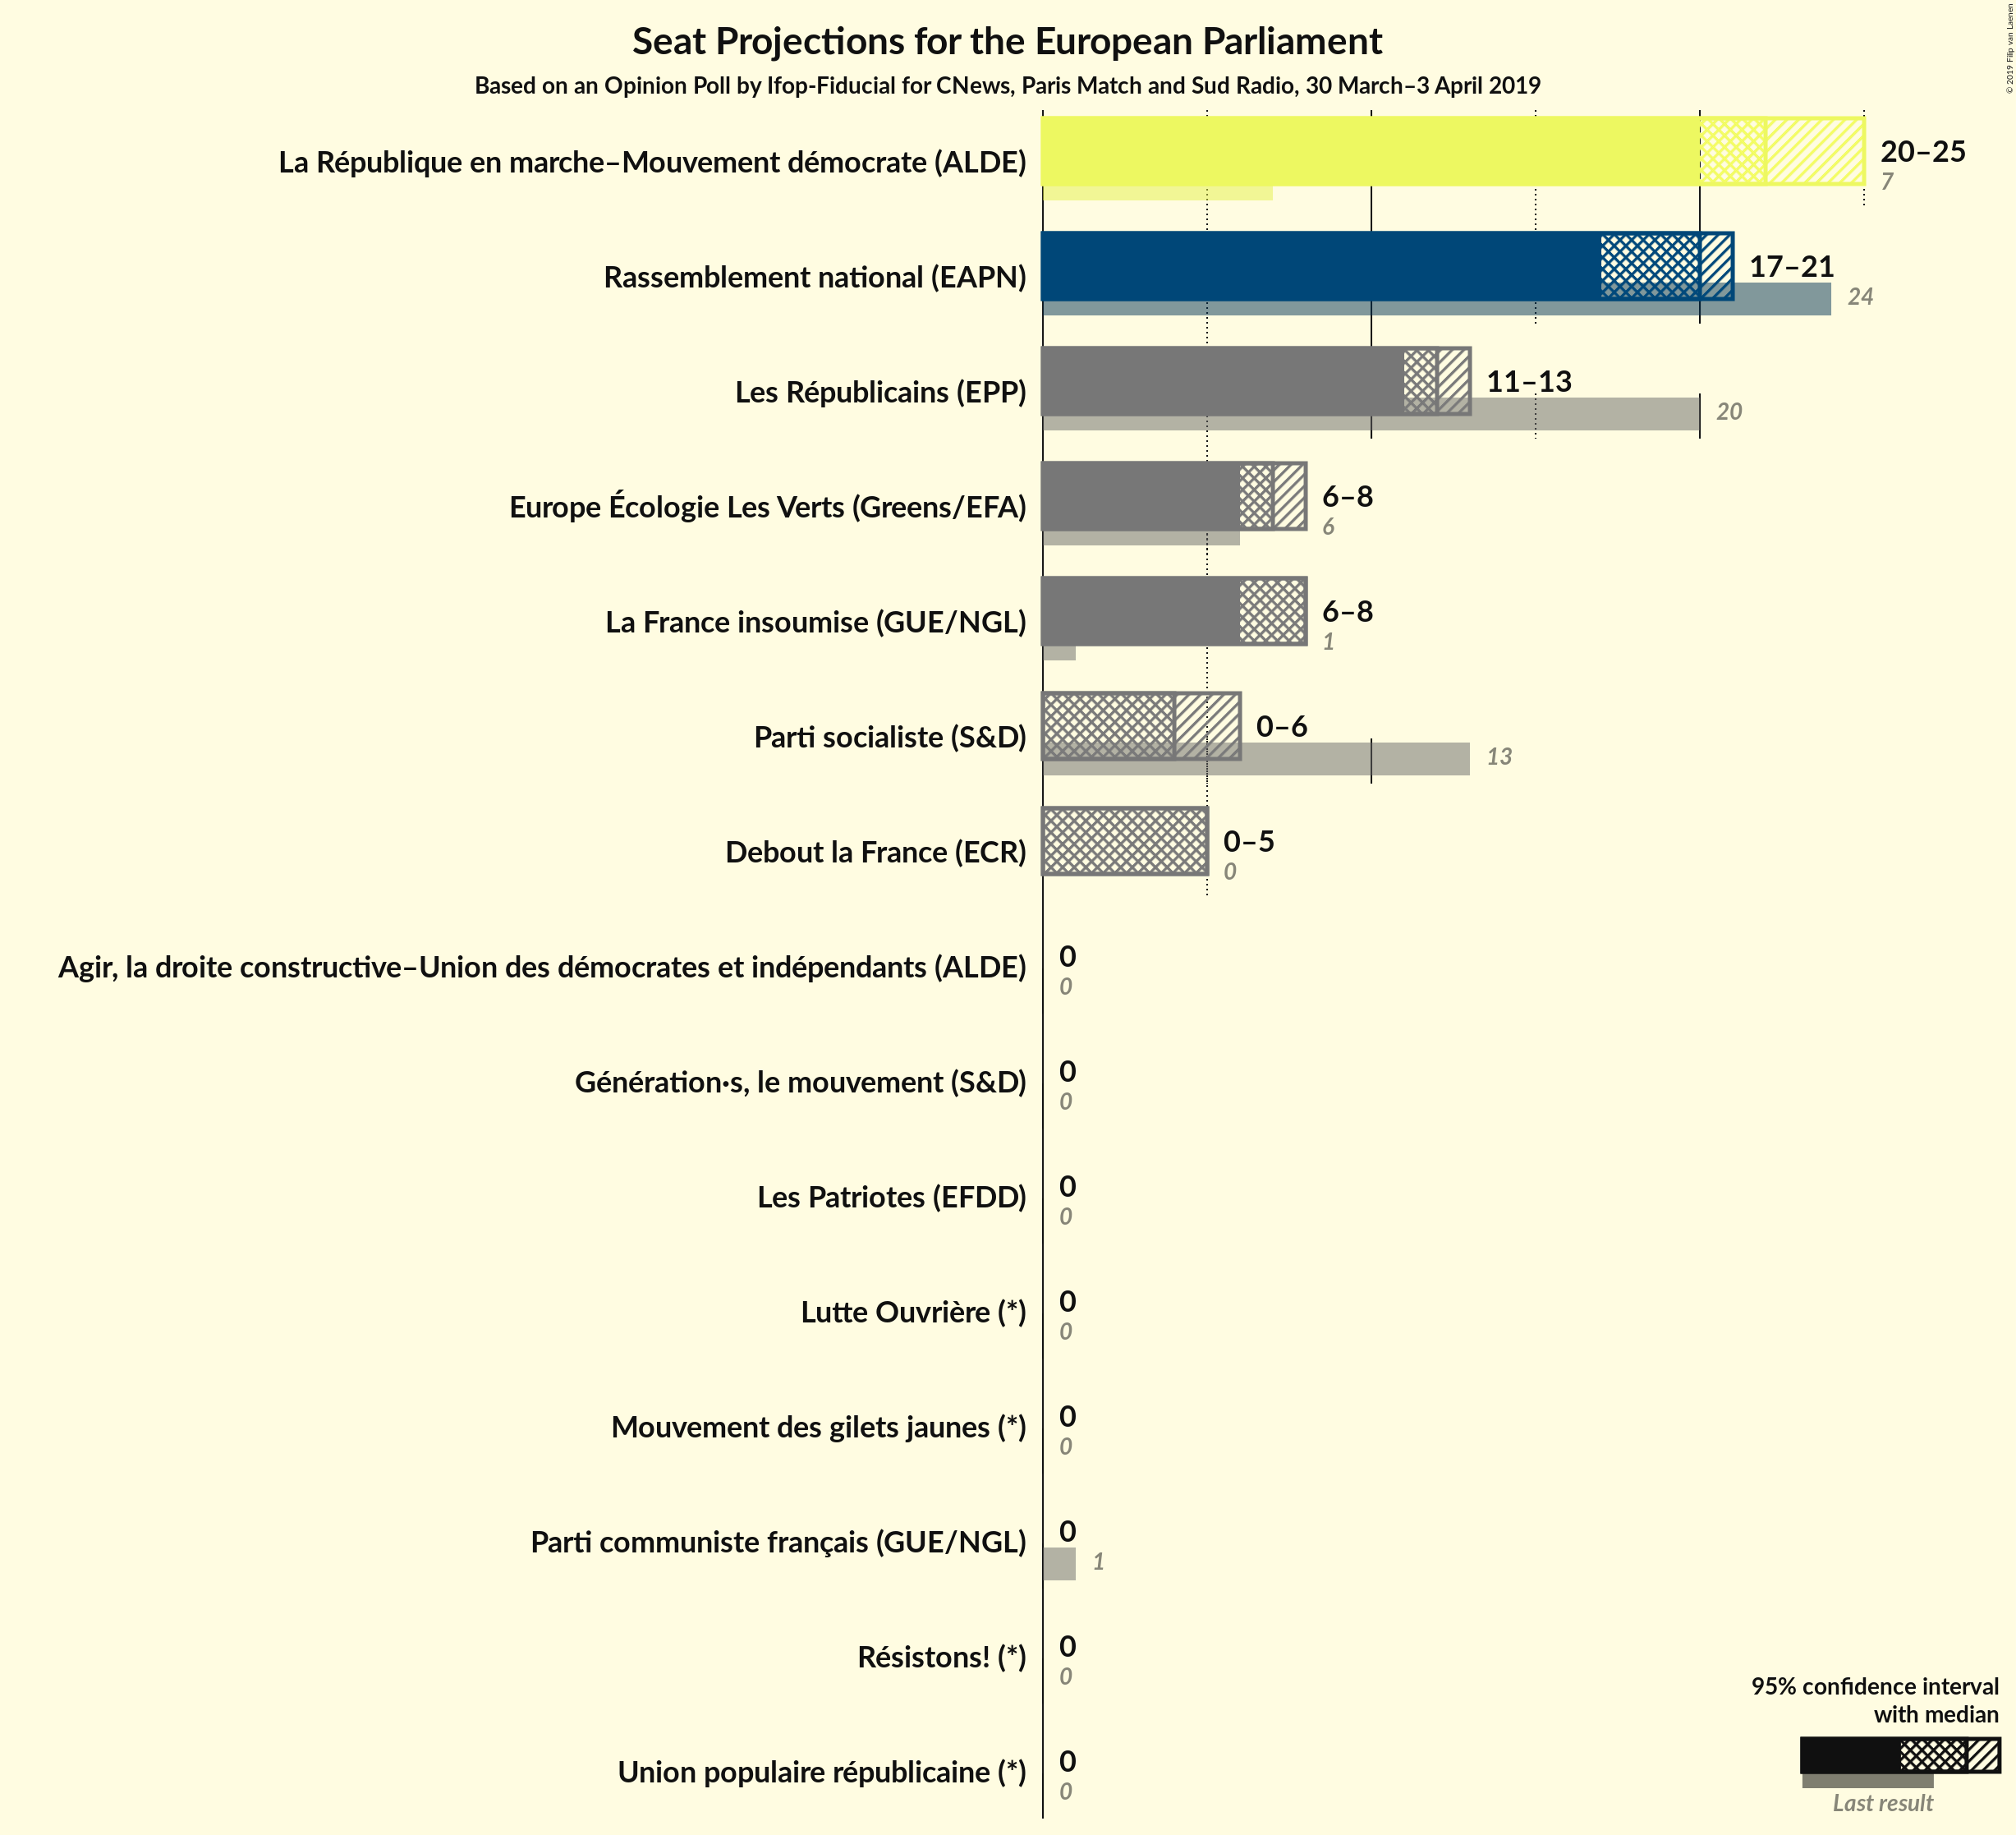 Seat Projections for the European Parliament
Based on an Opinion Poll by Ifop-Fiducial for CNews, Paris Match and Sud Radio, 30 March–3 April 2019
© 2019 Filip van Laenen
La République en marche–Mouvement démocrate (ALDE)
20–25
7
Rassemblement national (EAPN)
17–21
24
Les Républicains (EPP)
11–13
20
Europe Écologie Les Verts (Greens/EFA)
6–8
6
La France insoumise (GUE/NGL)
6–8
1
Parti socialiste (S&D)
0–6
13
Debout la France (ECR)
0–5
0
Agir, la droite constructive–Union des démocrates et indépendants (ALDE)
0
0
Génération·s, le mouvement (S&D)
0
0
Les Patriotes (EFDD)
0
0
Lutte Ouvrière (*)
0
0
Mouvement des gilets jaunes (*)
0
0
Parti communiste français (GUE/NGL)
0
1
Résistons! (*)
0
0
Union populaire républicaine (*)
0
0
95% confidence interval
with median
Last result